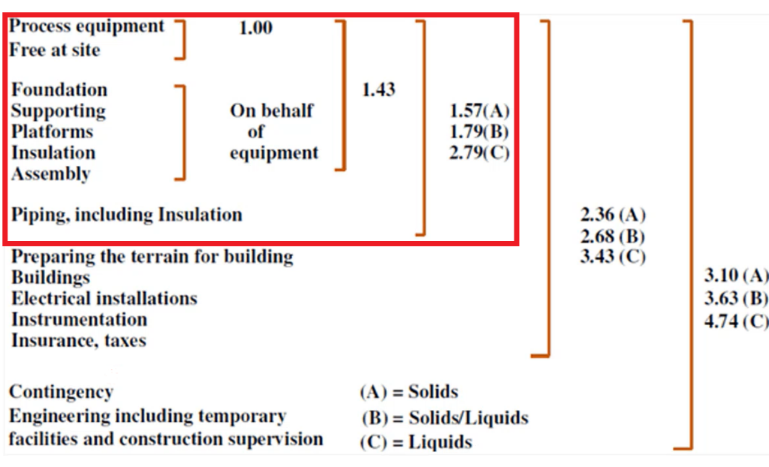 Process equipment 1.00
Free at site
Foundation 1.43
Supporting On behalf 1.57(A)
Platforms of 1.79(B)
Insulation equipment 2.79(C)
Assembly
Piping, including Insulation 2.36 (A)
2.68 (B)
Preparing the terrain for building 3.43 (C)
Buildings 3.10 (A)
Electrical installations 3.63 (B)
Instrumentation 4.74 (C)
Insurance, taxes
Contingency (A) = Solids
Engineering including temporary (B) = Solids/Liquids
facilities and construction supervision (C) = Liquids